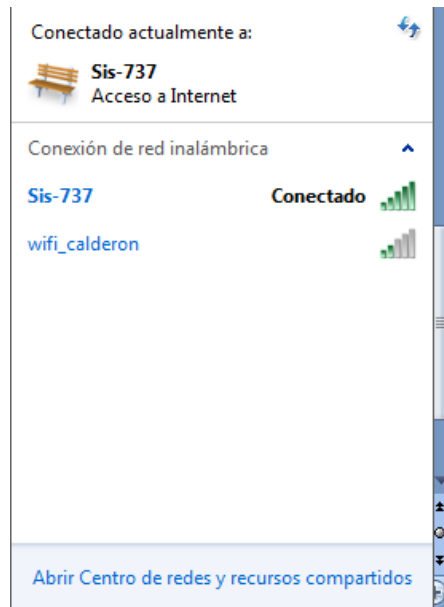 Conectado actualmente a:
Sis-737
Acceso a Internet
Conexión de red inalámbrica
Sis-737 Conectado
wifi_calderon
Abrir Centro de redes y recursos compartidos